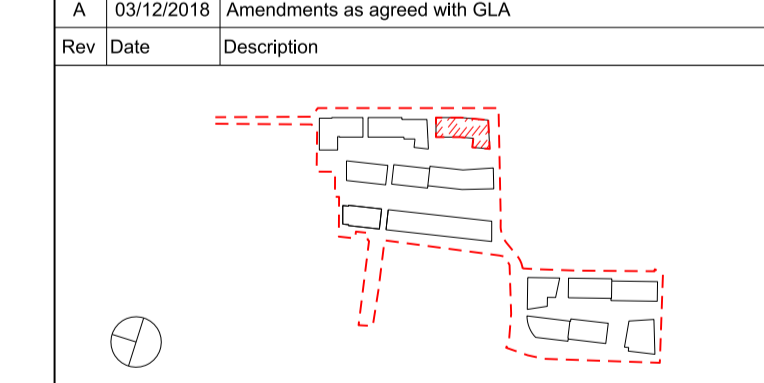 A 03/12/2018 Amendments as agreed with GLA
Rev Date Description